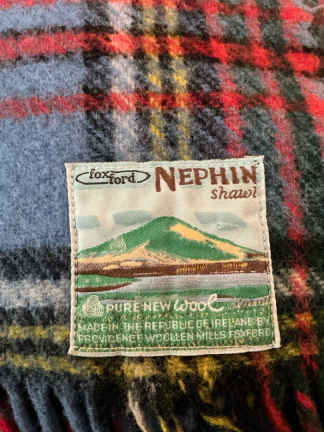 foxford
NEPHIN
shawl
PURE NEW Wool
MADE IN THE REPUBLIC OF IRELAND BY
PROVIDENCE WOOLLEN MILLS FOXFORD